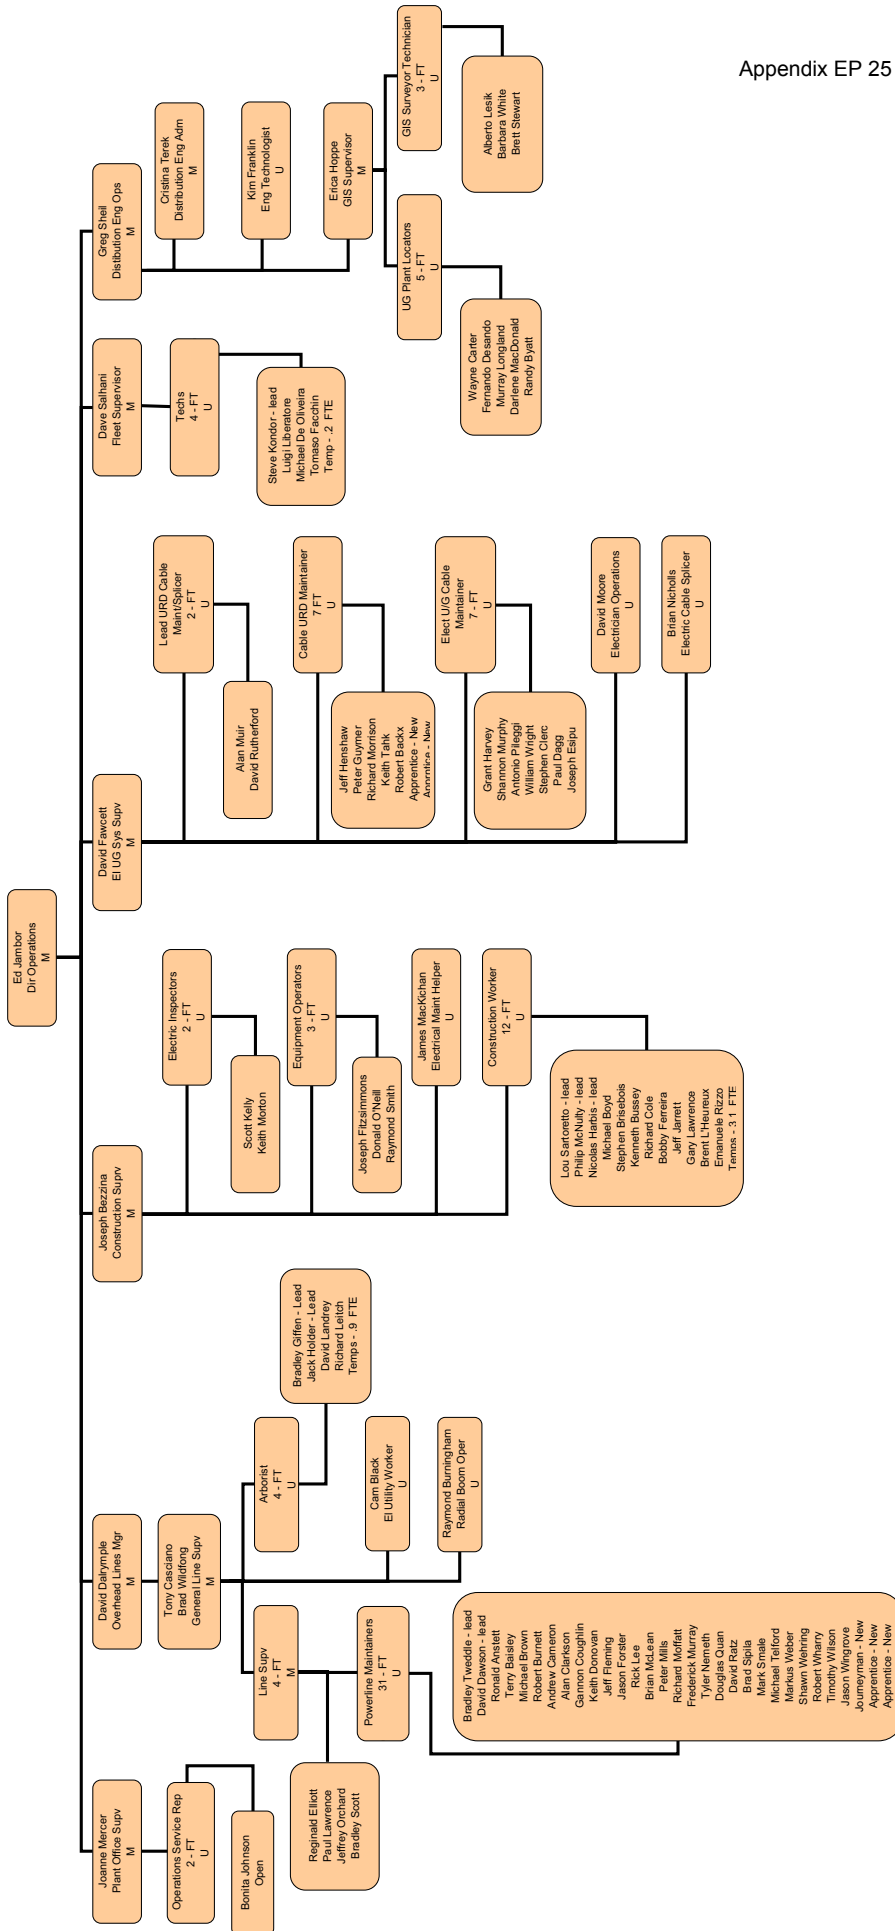 Appendix EP 25
Ed Jambor
Dir Operations
M
Joanne Mercer
Plant Office Supv
M
Operations Service Rep
2 - FT
U
Bonita Johnson
Open
David Dalrymple
Overhead Lines Mgr
M
Tony Casciano
Brad Wildfong
General Line Supv
M
Line Supv
4 - FT
M
Reginald Elliott
Paul Lawrence
Jeffrey Orchard
Bradley Scott
Powerline Maintainers
31 - FT
U
Bradley Tweddle - lead
David Dawson - lead
Ronald Anstett
Terry Baisley
Michael Brown
Robert Burnett
Andrew Cameron
Alan Clarkson
Gannon Coughlin
Keith Donovan
Jeff Fleming
Jason Forster
Rick Lee
Brian McLean
Peter Mills
Richard Moffatt
Frederick Murray
Tyler Nemeth
Douglas Quan
David Ratz
Brad Sipila
Mark Smale
Michael Telford
Markus Weber
Shawn Wehring
Robert Wharry
Timothy Wilson
Jason Wingrove
Journeyman - New
Apprentice - New
Apprentice - New
Arborist
4 - FT
U
Bradley Giffen - Lead
Jack Holder - Lead
David Landrey
Richard Leitch
Temps - .9 FTE
Cam Black
El Utility Worker
U
Raymond Burningham
Radial Boom Oper
U
Joseph Bezzina
Construction Suprv
M
Electric Inspectors
2 - FT
U
Scott Kelly
Keith Morton
Equipment Operators
3 - FT
U
Joseph Fitzsimmons
Donald O'Neill
Raymond Smith
James MacKichan
Electrical Maint Helper
U
Construction Worker
12 - FT
U
Lou Sartoretto - lead
Philip McNulty - lead
Nicolas Harbis - lead
Michael Boyd
Stephen Brisebois
Kenneth Bussey
Richard Cole
Bobby Ferreira
Jeff Jarrett
Gary Lawrence
Brent L'Heureux
Emanuele Rizzo
Temps - 3 1 FTE
David Fawcett
El UG Sys Supv
M
Lead URD Cable
Maint/Splicer
2 - FT
U
Alan Muir
David Rutherford
Cable URD Maintainer
7 FT
U
Jeff Henshaw
Peter Guymer
Richard Morrison
Keith Tahk
Robert Backx
Apprentice - New
Apprentice - New
Elect U/G Cable
Maintainer
7 - FT
U
Grant Harvey
Shannon Murphy
Antonio Pileggi
William Wright
Stephen Clerc
Paul Dagg
Joseph Esipu
David Moore
Electrician Operations
U
Brian Nicholls
Electric Cable Splicer
U
Dave Salhani
Fleet Supervisor
M
Techs
4 - FT
U
Steve Kondor - lead
Luigi Liberatore
Michael De Oliveira
Tomaso Facchin
Temp - .2 FTE
Greg Sheil
Distibution Eng Ops
M
Cristina Terek
Distribution Eng Adm
M
Kim Franklin
Eng Technologist
U
Erica Hoppe
GIS Supervisor
M
UG Plant Locators
5 - FT
U
Wayne Carter
Fernando Desando
Murray Longland
Darlene MacDonald
Randy Byatt
GIS Surveyor Technician
3 - FT
U
Alberto Lesik
Barbara White
Brett Stewart